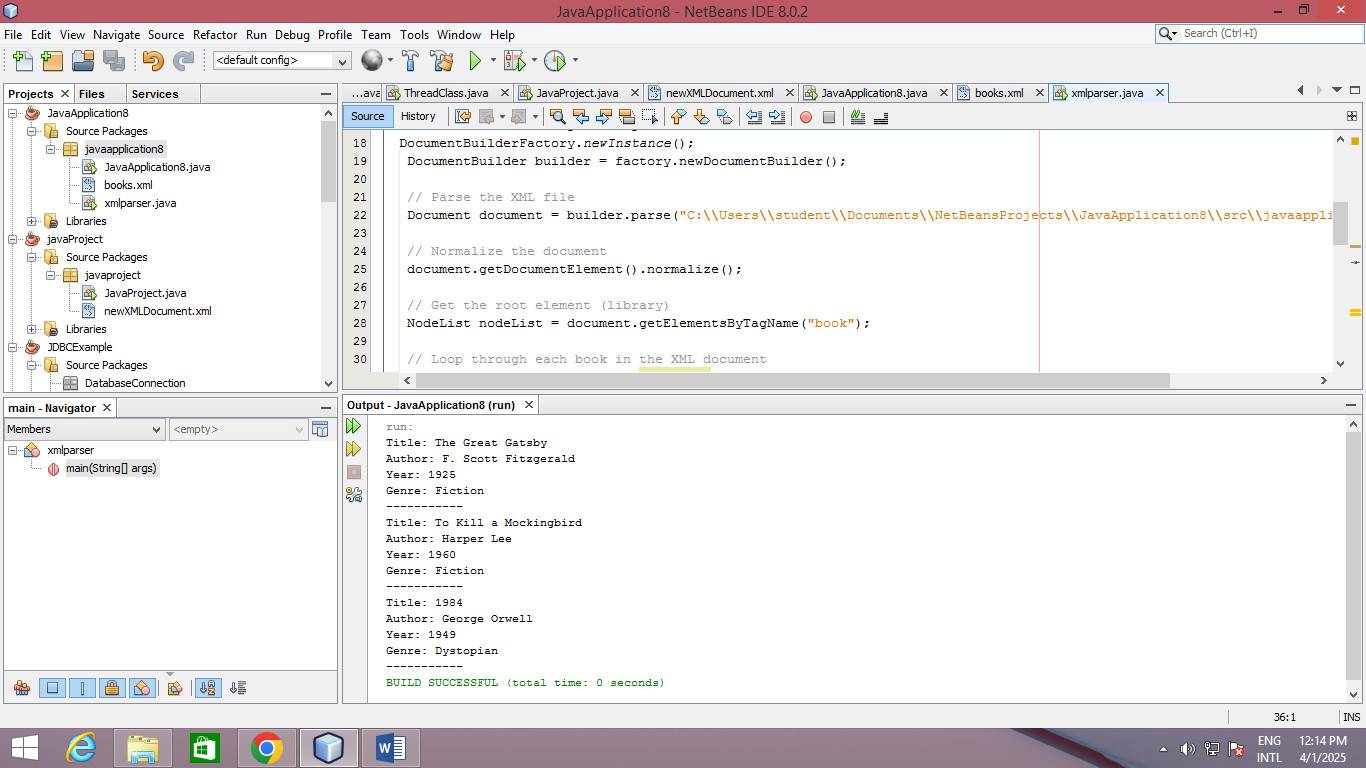 JavaApplication8 - NetBeans IDE 8.0.2
File Edit View Navigate Source Refactor Run Debug Profile Team Tools Window Help
Search (Ctrl+I)
<default config>
Projects Files Services
JavaApplication8
Source Packages
javaapplication8
JavaApplication8.java
books.xml
xmlparser.java
Libraries
javaProject
Source Packages
javaproject
JavaProject.java
newXMLDocument.xml
Libraries
JDBCExample
Source Packages
DatabaseConnection
main - Navigator
Members <empty>
xmlparser
main(String[] args)
...ava ThreadClass.java JavaProject.java newXMLDocument.xml JavaApplication8.java books.xml xmlparser.java
Source History
18 DocumentBuilderFactory.newInstance();
19 DocumentBuilder builder = factory.newDocumentBuilder();
20
21 // Parse the XML file
22 Document document = builder.parse("C:\\Users\\student\\Documents\\NetBeansProjects\\JavaApplication8\\src\\javaappli
23
24 // Normalize the document
25 document.getDocumentElement().normalize();
26
27 // Get the root element (library)
28 NodeList nodeList = document.getElementsByTagName("book");
29
30 // Loop through each book in the XML document
Output - JavaApplication8 (run)
run:
Title: The Great Gatsby
Author: F. Scott Fitzgerald
Year: 1925
Genre: Fiction
-----------
Title: To Kill a Mockingbird
Author: Harper Lee
Year: 1960
Genre: Fiction
-----------
Title: 1984
Author: George Orwell
Year: 1949
Genre: Dystopian
-----------
BUILD SUCCESSFUL (total time: 0 seconds)
36:1 INS
ENG 12:14 PM
INTL 4/1/2025